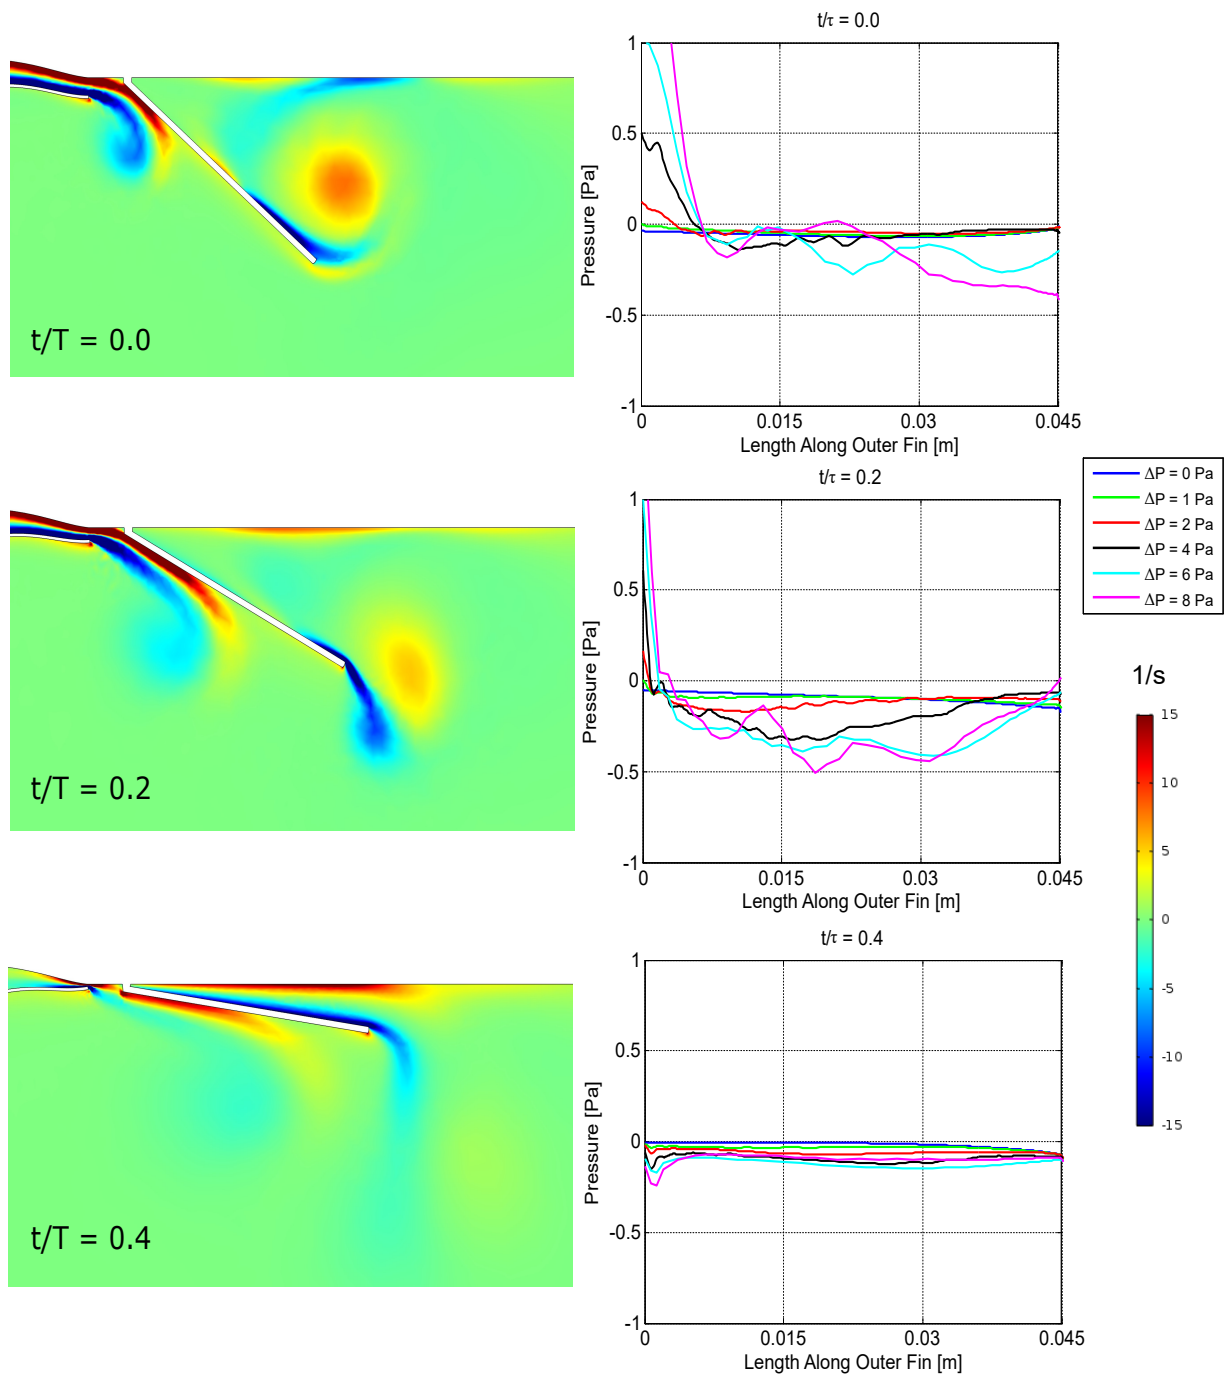 t/τ = 0.0
1
0.5
0
-0.5
-1
Pressure [Pa]
0
0.015
0.03
0.045
Length Along Outer Fin [m]
t/T = 0.0
t/τ = 0.2
1
0.5
0
-0.5
-1
Pressure [Pa]
0
0.015
0.03
0.045
Length Along Outer Fin [m]
t/T = 0.2
ΔP = 0 Pa
ΔP = 1 Pa
ΔP = 2 Pa
ΔP = 4 Pa
ΔP = 6 Pa
ΔP = 8 Pa
1/s
15
10
5
0
-5
-10
-15
t/τ = 0.4
1
0.5
0
-0.5
-1
Pressure [Pa]
0
0.015
0.03
0.045
Length Along Outer Fin [m]
t/T = 0.4